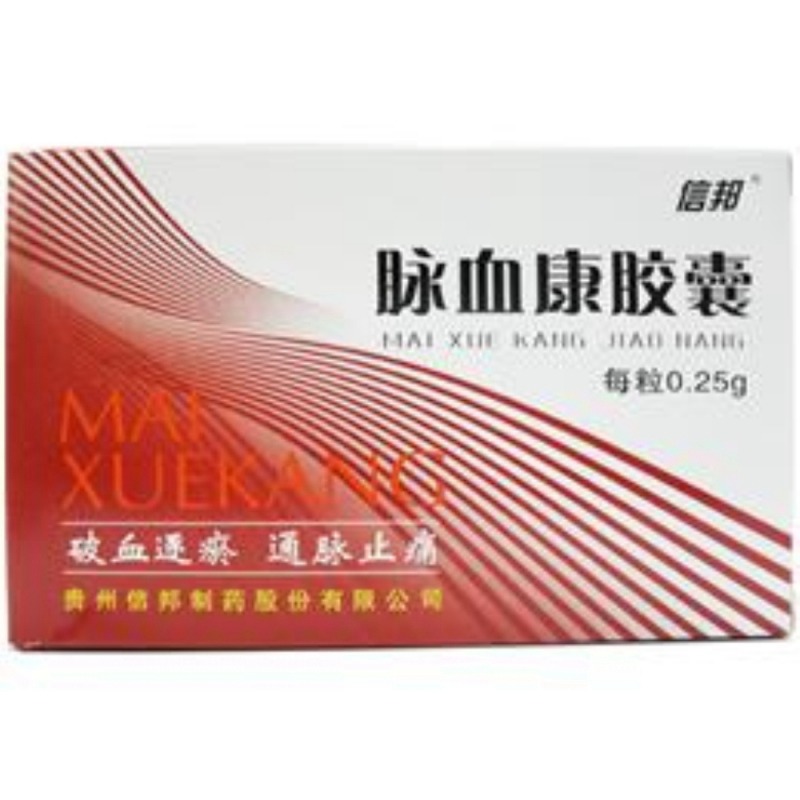 信邦®
脉血康胶囊
MAI XUE KANG JIAO NANG
每粒0.25g
MAI
XUEKANG
破血逐瘀 通脉止痛
贵州信邦制药股份有限公司